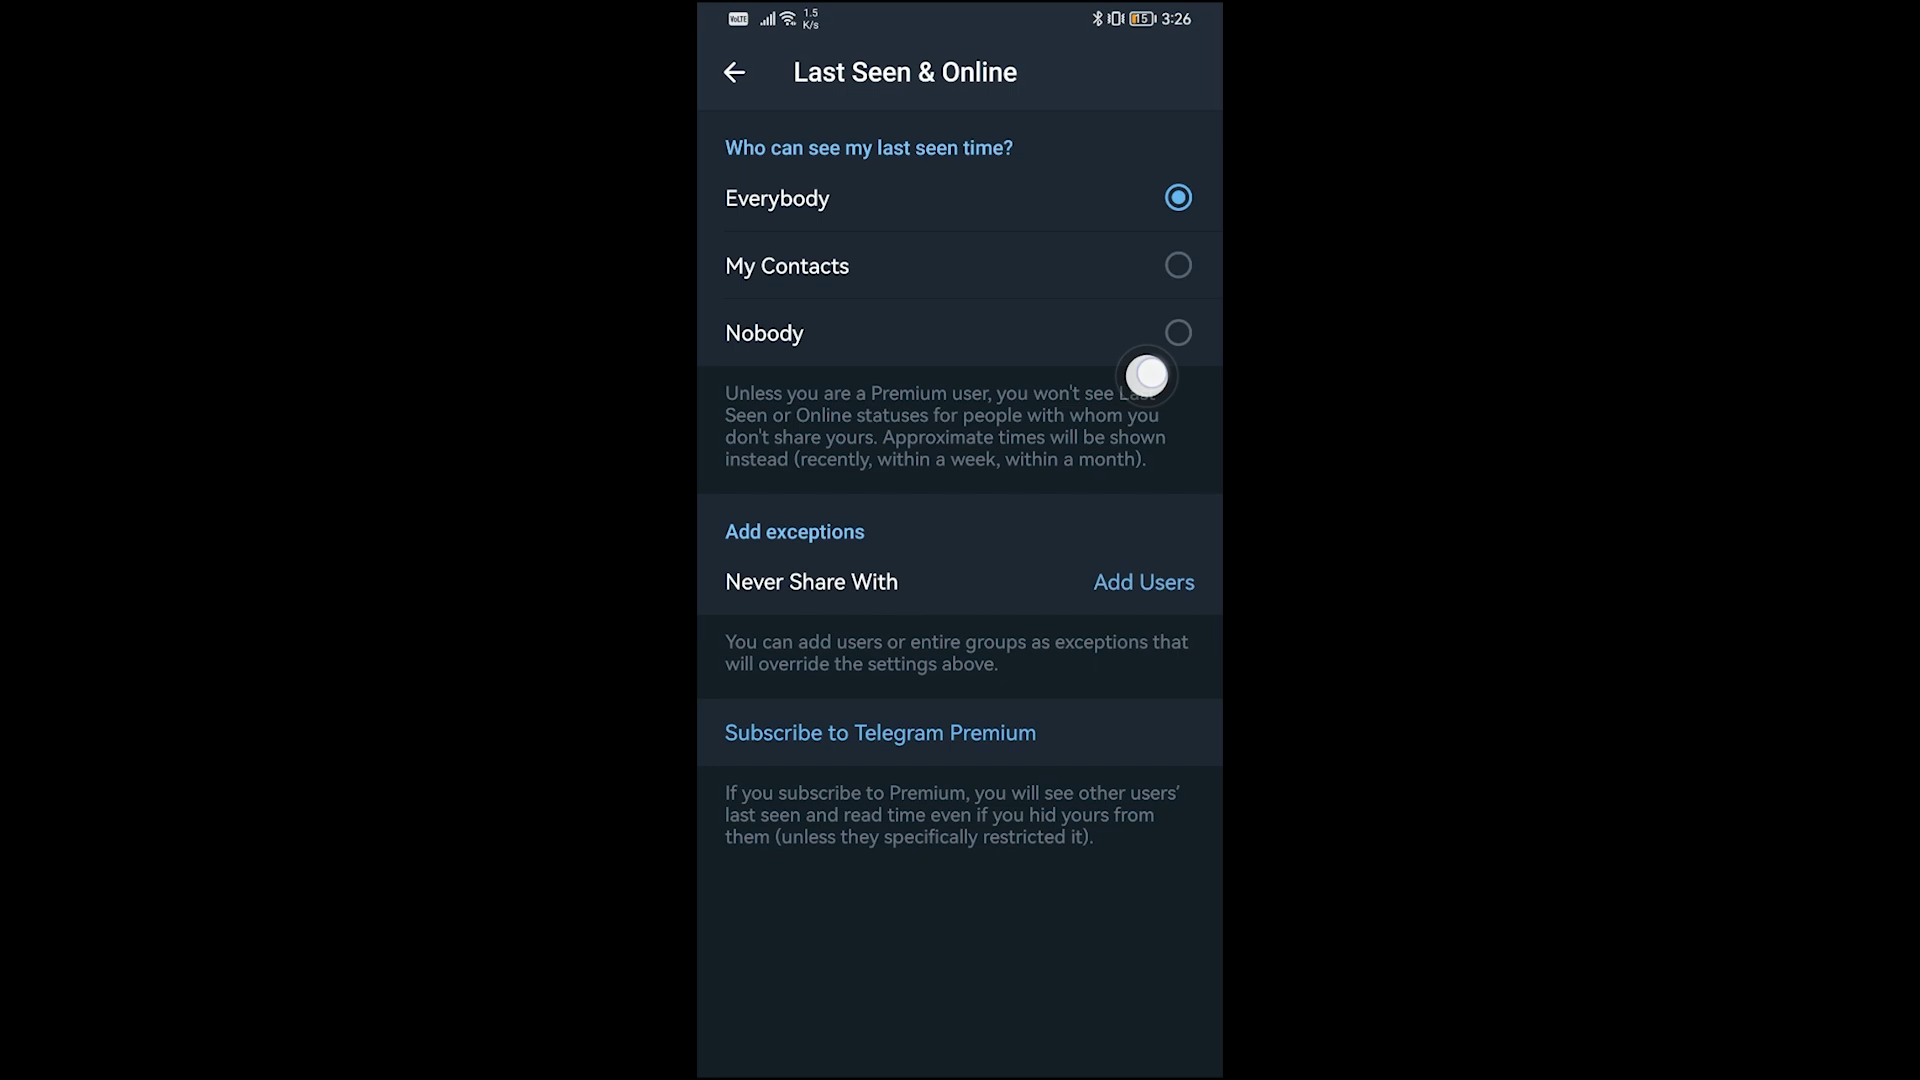 VoLTE 1.5 K/s 15 3:26
Last Seen & Online
Who can see my last seen time?
Everybody
My Contacts
Nobody
Unless you are a Premium user, you won't see Last
Seen or Online statuses for people with whom you
don't share yours. Approximate times will be shown
instead (recently, within a week, within a month).
Add exceptions
Never Share With Add Users
You can add users or entire groups as exceptions that
will override the settings above.
Subscribe to Telegram Premium
If you subscribe to Premium, you will see other users’
last seen and read time even if you hid yours from
them (unless they specifically restricted it).